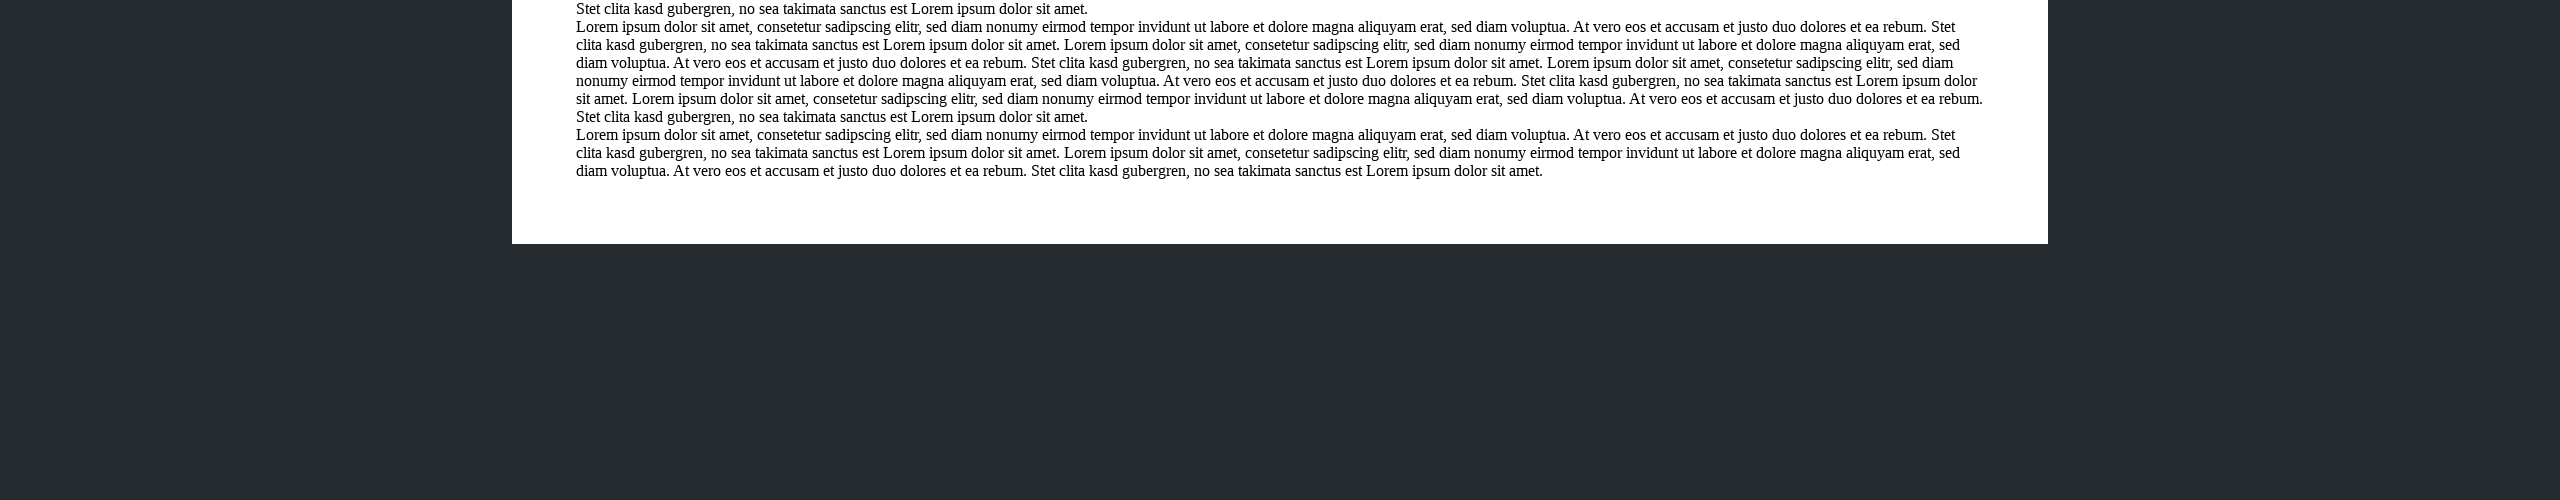 Stet clita kasd gubergren, no sea takimata sanctus est Lorem ipsum dolor sit amet.
Lorem ipsum dolor sit amet, consetetur sadipscing elitr, sed diam nonumy eirmod tempor invidunt ut labore et dolore magna aliquyam erat, sed diam voluptua. At vero eos et accusam et justo duo dolores et ea rebum. Stet
clita kasd gubergren, no sea takimata sanctus est Lorem ipsum dolor sit amet. Lorem ipsum dolor sit amet, consetetur sadipscing elitr, sed diam nonumy eirmod tempor invidunt ut labore et dolore magna aliquyam erat, sed
diam voluptua. At vero eos et accusam et justo duo dolores et ea rebum. Stet clita kasd gubergren, no sea takimata sanctus est Lorem ipsum dolor sit amet. Lorem ipsum dolor sit amet, consetetur sadipscing elitr, sed diam
nonumy eirmod tempor invidunt ut labore et dolore magna aliquyam erat, sed diam voluptua. At vero eos et accusam et justo duo dolores et ea rebum. Stet clita kasd gubergren, no sea takimata sanctus est Lorem ipsum dolor
sit amet. Lorem ipsum dolor sit amet, consetetur sadipscing elitr, sed diam nonumy eirmod tempor invidunt ut labore et dolore magna aliquyam erat, sed diam voluptua. At vero eos et accusam et justo duo dolores et ea rebum.
Stet clita kasd gubergren, no sea takimata sanctus est Lorem ipsum dolor sit amet.
Lorem ipsum dolor sit amet, consetetur sadipscing elitr, sed diam nonumy eirmod tempor invidunt ut labore et dolore magna aliquyam erat, sed diam voluptua. At vero eos et accusam et justo duo dolores et ea rebum. Stet
clita kasd gubergren, no sea takimata sanctus est Lorem ipsum dolor sit amet. Lorem ipsum dolor sit amet, consetetur sadipscing elitr, sed diam nonumy eirmod tempor invidunt ut labore et dolore magna aliquyam erat, sed
diam voluptua. At vero eos et accusam et justo duo dolores et ea rebum. Stet clita kasd gubergren, no sea takimata sanctus est Lorem ipsum dolor sit amet.